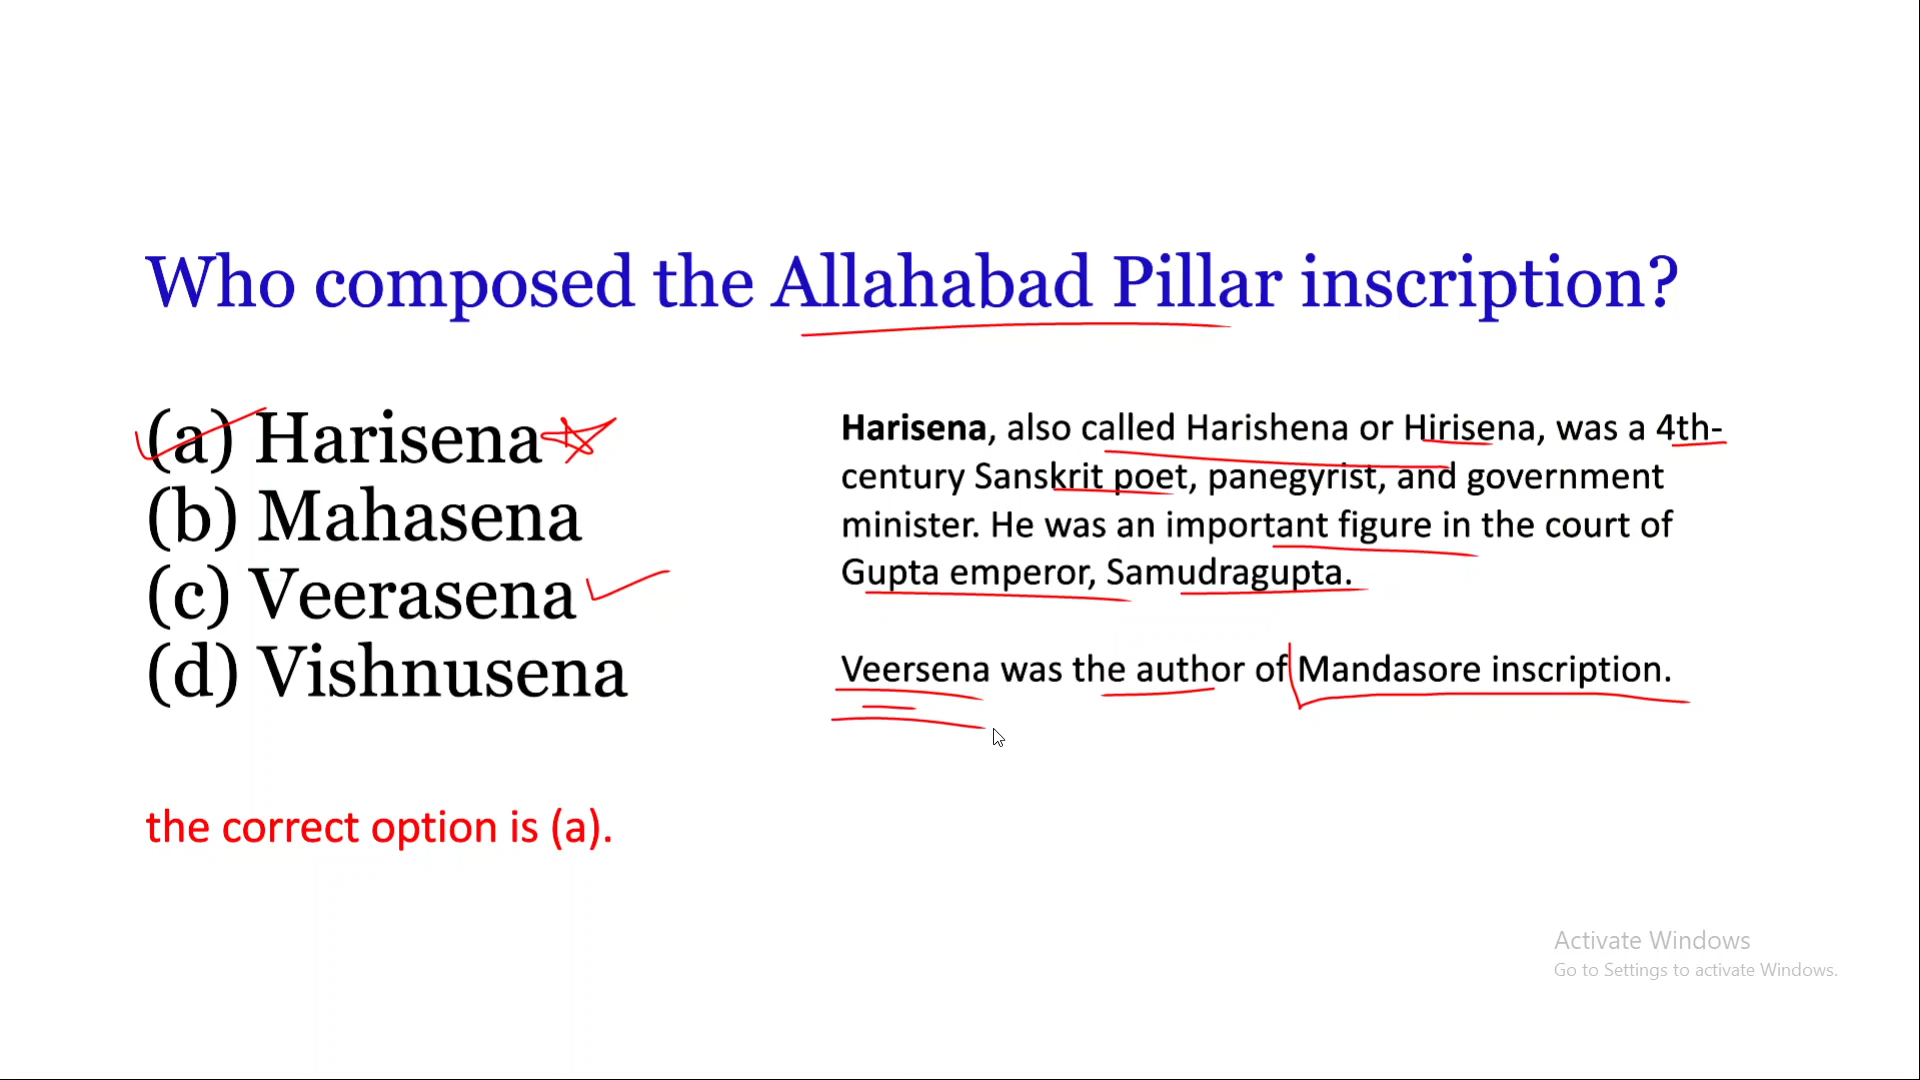 Who composed the Allahabad Pillar inscription?
(a) Harisena
(b) Mahasena
(c) Veerasena
(d) Vishnusena
Harisena, also called Harishena or Hirisena, was a 4th-
century Sanskrit poet, panegyrist, and government
minister. He was an important figure in the court of
Gupta emperor, Samudragupta.
Veersena was the author of Mandasore inscription.
the correct option is (a).
Activate Windows
Go to Settings to activate Windows.